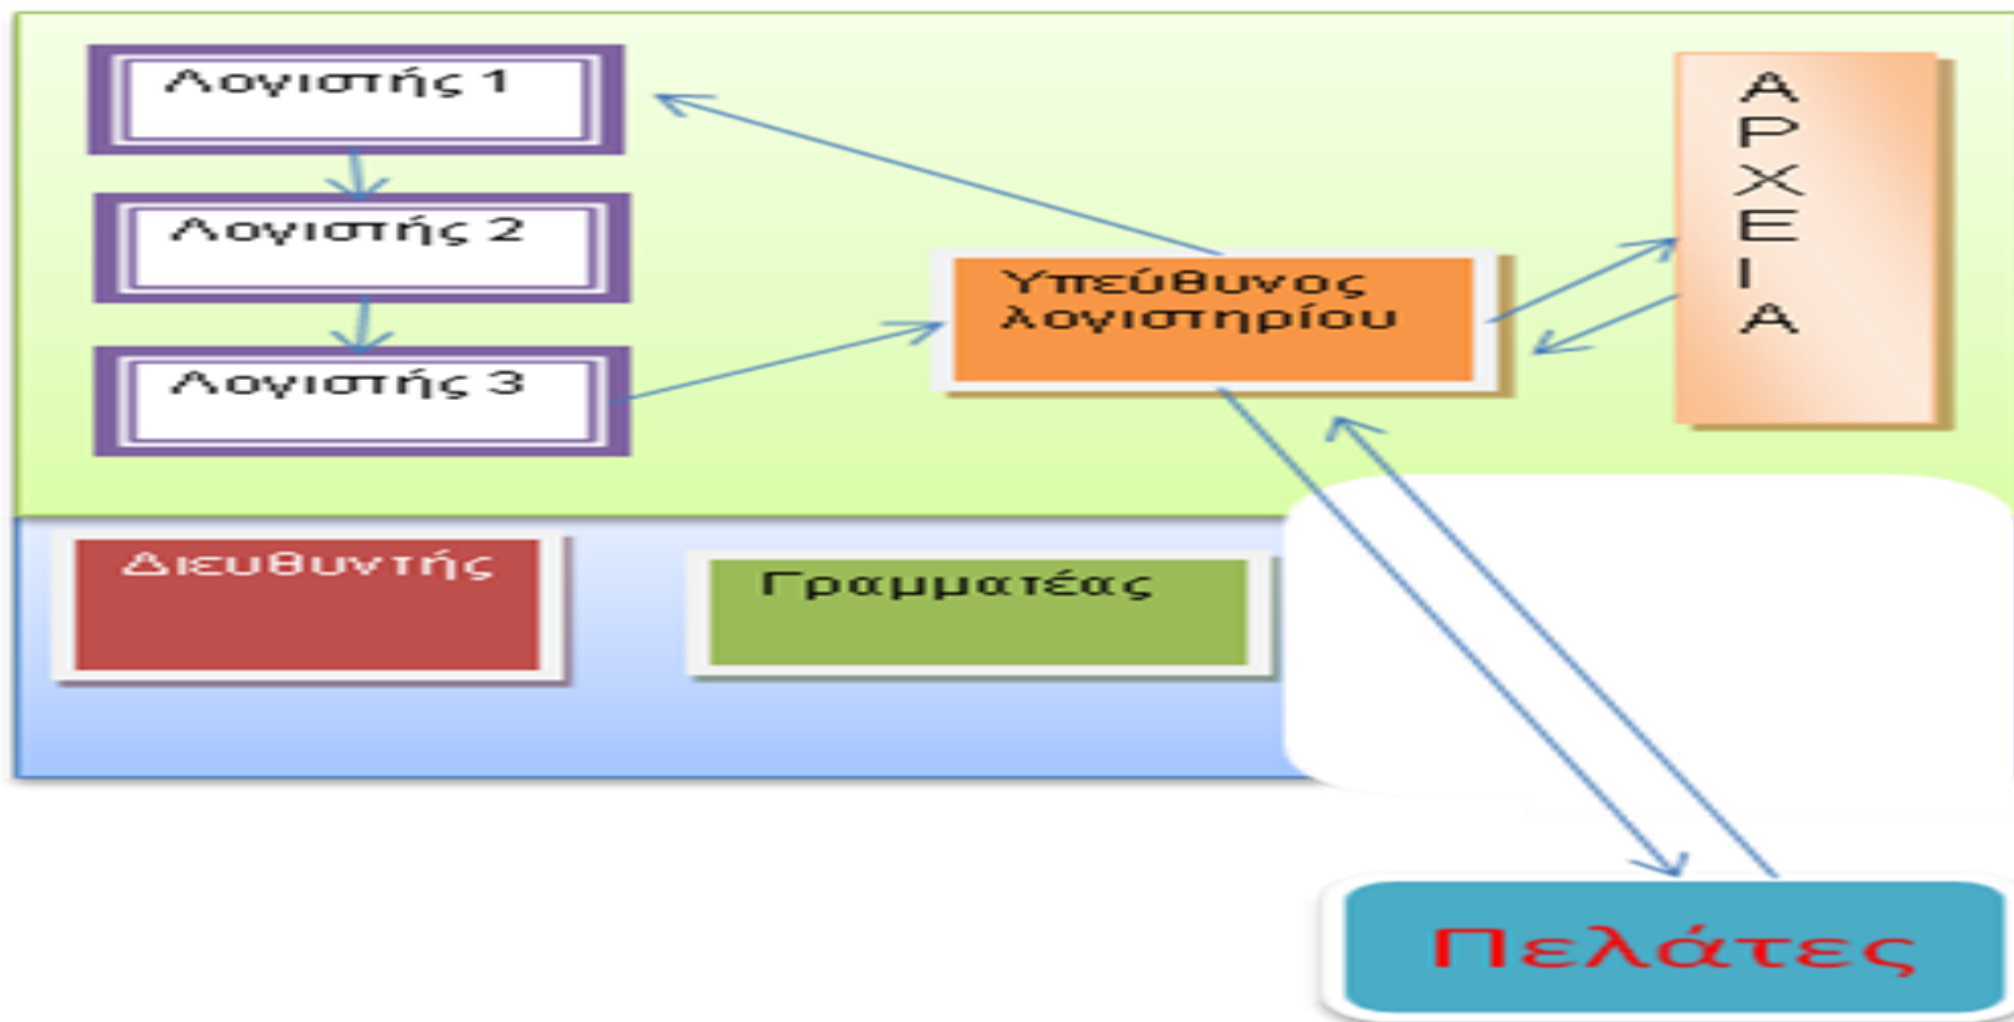 Λογιστής 1
Λογιστής 2
Λογιστής 3
Υπεύθυνος
λογιστηρίου
Α
Ρ
Χ
Ε
Ι
Α
Διευθυντής
Γραμματέας
Πελάτες